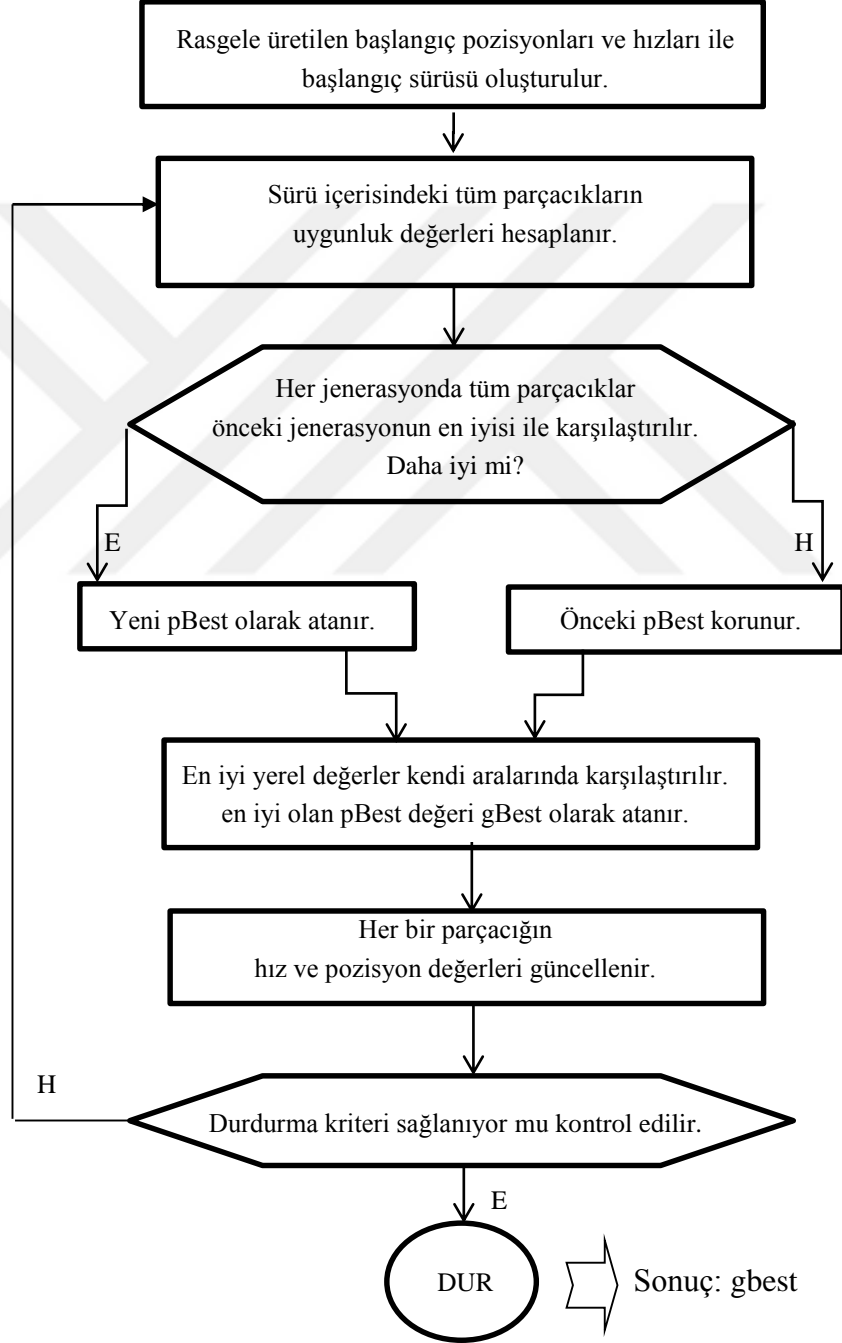 Rasgele üretilen başlangıç pozisyonları ve hızları ile
başlangıç sürüsü oluşturulur.
Sürü içerisindeki tüm parçacıkların
uygunluk değerleri hesaplanır.
Her jenerasyonda tüm parçacıklar
önceki jenerasyonun en iyisi ile karşılaştırılır.
Daha iyi mi?
E
H
Yeni pBest olarak atanır.
Önceki pBest korunur.
En iyi yerel değerler kendi aralarında karşılaştırılır.
en iyi olan pBest değeri gBest olarak atanır.
Her bir parçacığın
hız ve pozisyon değerleri güncellenir.
H
Durdurma kriteri sağlanıyor mu kontrol edilir.
E
DUR
Sonuç: gbest